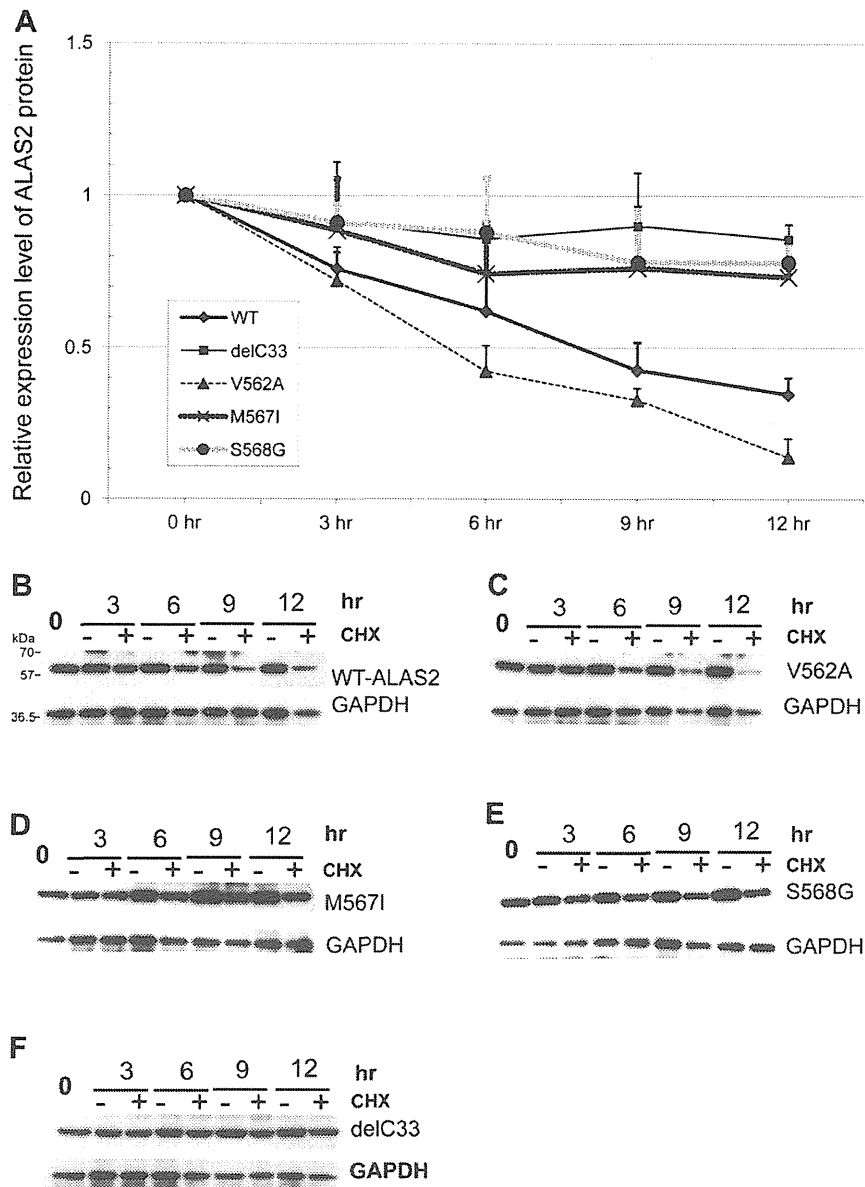 A
Relative expression level of ALAS2 protein
1.5
1
0.5
0
WT
delC33
V562A
M567I
S568G
0 hr 3 hr 6 hr 9 hr 12 hr
B
0 3 6 9 12 hr
- + - + - + - + CHX
kDa
70-
57-
36.5-
WT-ALAS2
GAPDH
C
0 3 6 9 12 hr
- + - + - + - + CHX
V562A
GAPDH
D
0 3 6 9 12 hr
CHX - + - + - + - +
M567I
GAPDH
E
0 3 6 9 12 hr
- + - + - + - + CHX
S568G
GAPDH
F
0 3 6 9 12 hr
- + - + - + - + CHX
delC33
GAPDH